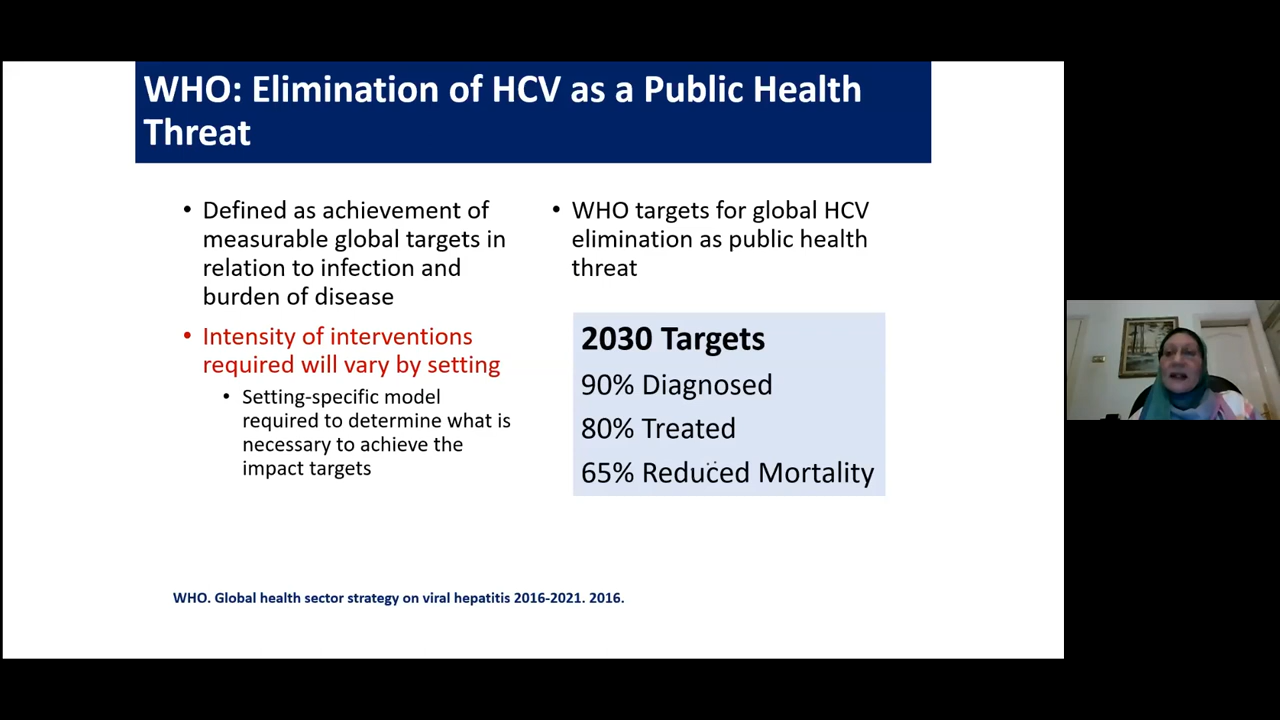 WHO: Elimination of HCV as a Public Health
Threat
• Defined as achievement of
measurable global targets in
relation to infection and
burden of disease
• Intensity of interventions
required will vary by setting
• Setting-specific model
required to determine what is
necessary to achieve the
impact targets
• WHO targets for global HCV
elimination as public health
threat
2030 Targets
90% Diagnosed
80% Treated
65% Reduced Mortality
WHO. Global health sector strategy on viral hepatitis 2016-2021. 2016.